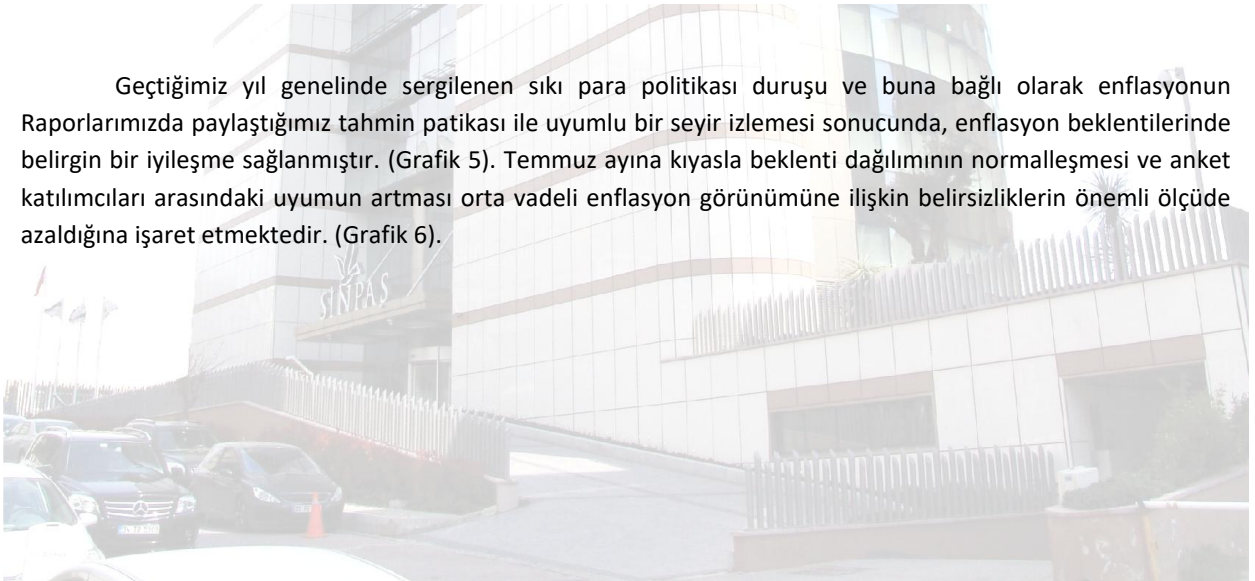 Geçtiğimiz yıl genelinde sergilenen sıkı para politikası duruşu ve buna bağlı olarak enflasyonun
Raporlarımızda paylaştığımız tahmin patikası ile uyumlu bir seyir izlemesi sonucunda, enflasyon beklentilerinde
belirgin bir iyileşme sağlanmıştır. (Grafik 5). Temmuz ayına kıyasla beklenti dağılımının normalleşmesi ve anket
katılımcıları arasındaki uyumun artması orta vadeli enflasyon görünümüne ilişkin belirsizliklerin önemli ölçüde
azaldığına işaret etmektedir. (Grafik 6).
SİNPAŞ